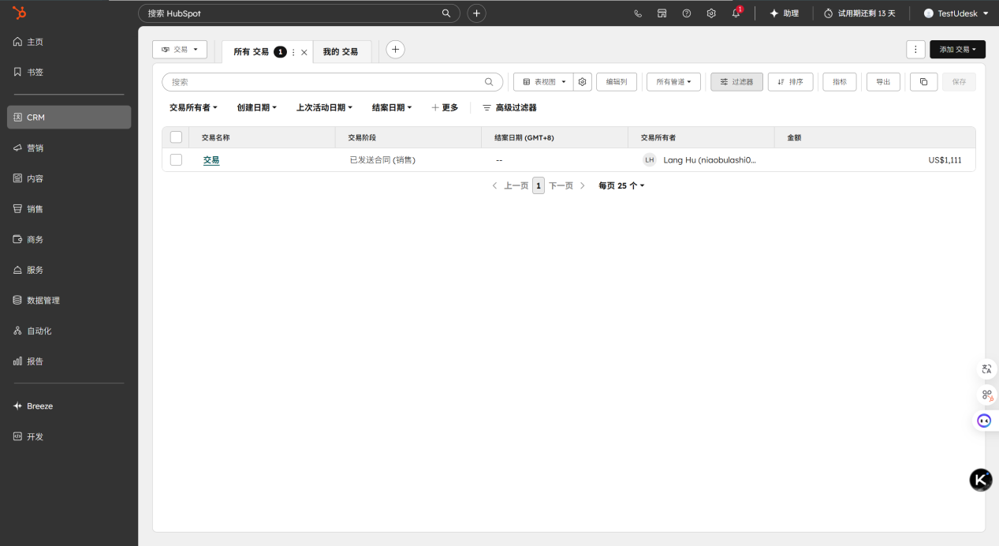 搜索 HubSpot
1
助理
试用期还剩 13 天
TestUdesk
主页
书签
CRM
营销
内容
销售
商务
服务
数据管理
自动化
报告
Breeze
开发
交易
所有 交易 1
我的 交易
添加 交易
搜索
表视图
编辑列
所有管道
过滤器
排序
指标
导出
保存
交易所有者
创建日期
上次活动日期
结案日期
更多
高级过滤器
交易名称 交易阶段 结案日期 (GMT+8) 交易所有者 金额
交易 已发送合同 (销售) -- LH Lang Hu (niaobulashi0... US$1,111
上一页 1 下一页 每页 25 个
K